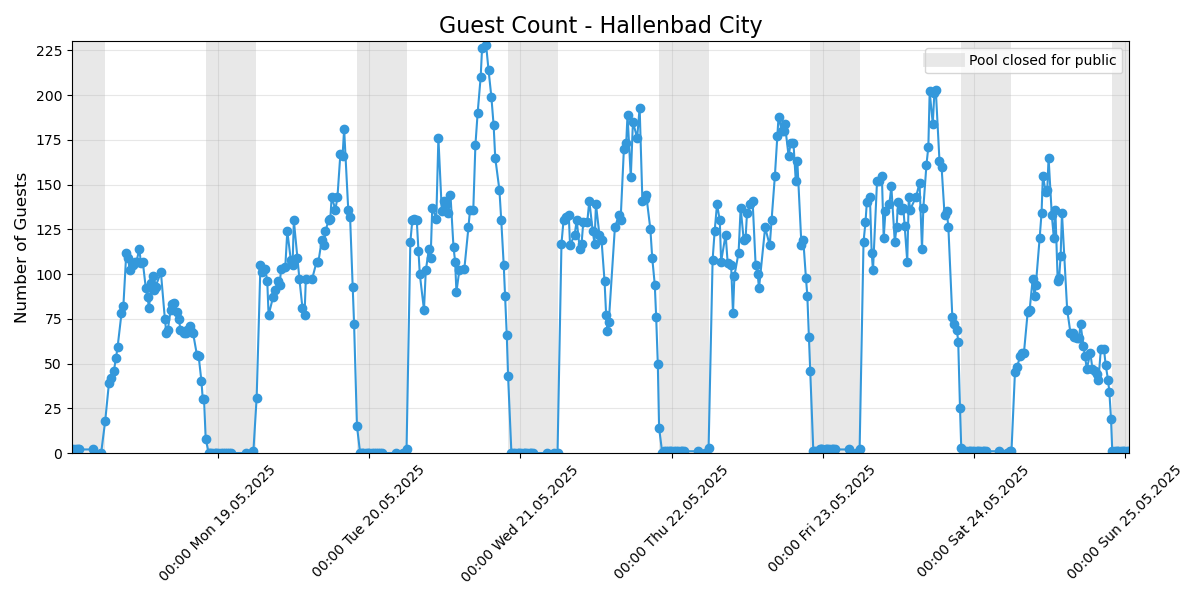 Guest Count - Hallenbad City
Pool closed for public
Number of Guests
225
200
175
150
125
100
75
50
25
0
00:00 Mon 19.05.2025
00:00 Tue 20.05.2025
00:00 Wed 21.05.2025
00:00 Thu 22.05.2025
00:00 Fri 23.05.2025
00:00 Sat 24.05.2025
00:00 Sun 25.05.2025